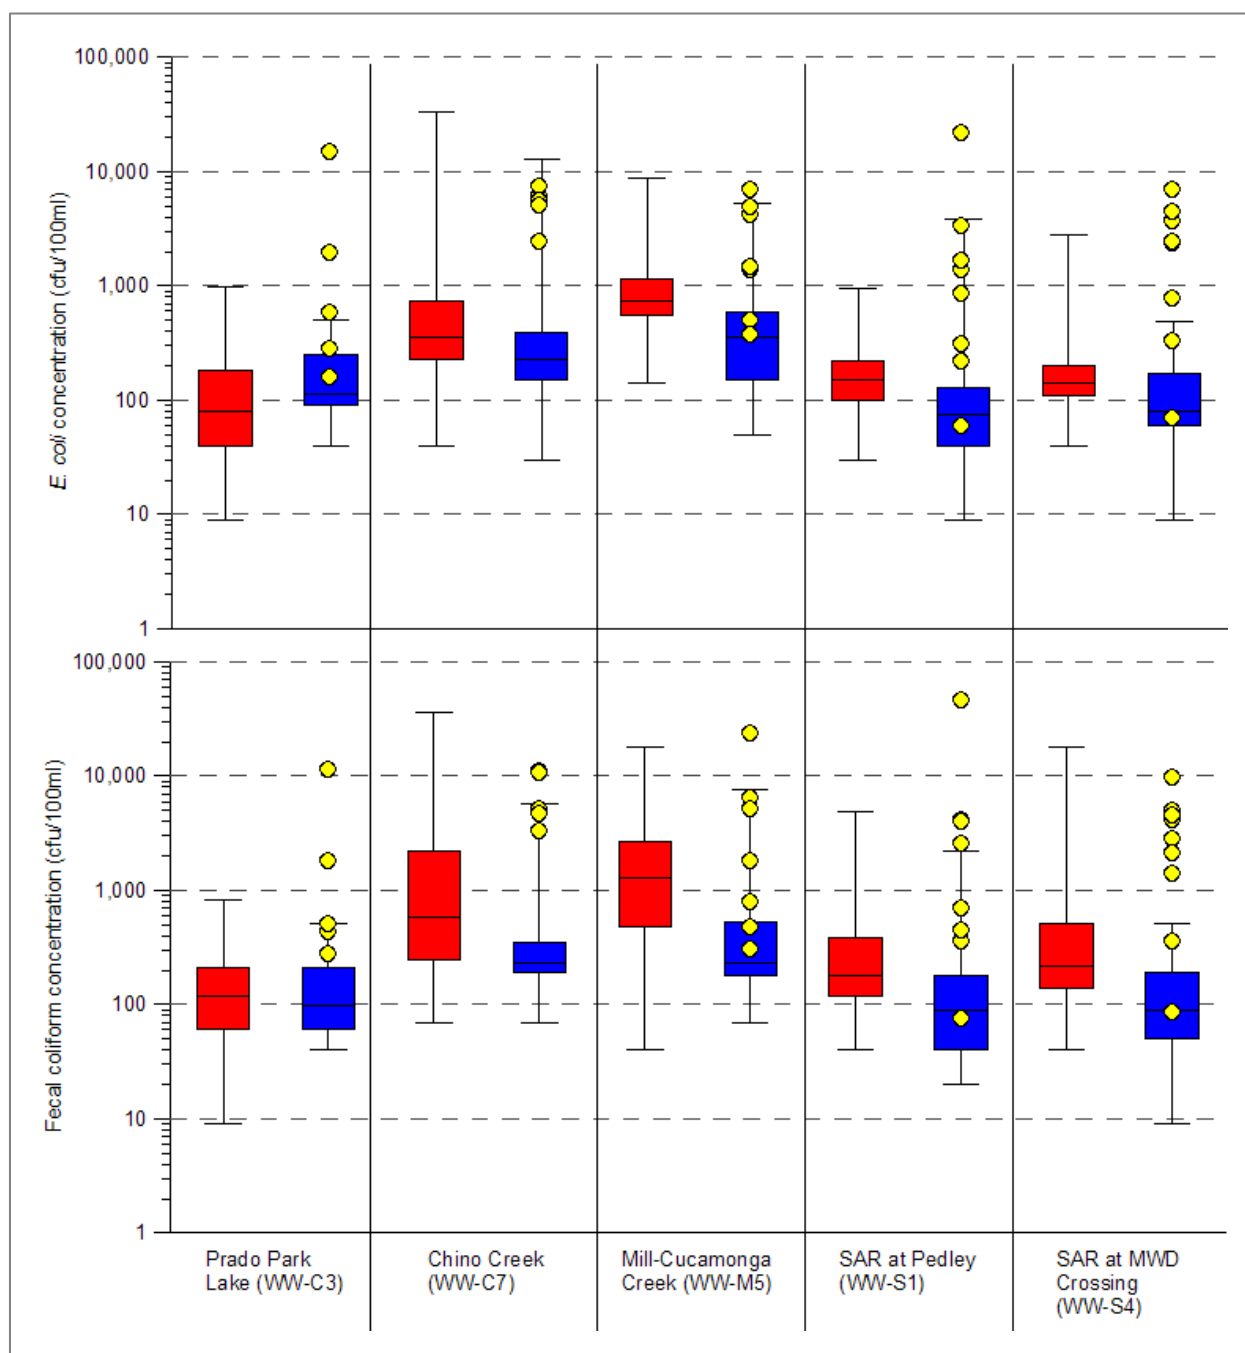 100,000
10,000
1,000
100
10
1
E. coli concentration (cfu/100ml)
100,000
10,000
1,000
100
10
1
Fecal coliform concentration (cfu/100ml)
Prado Park
Lake (WW-C3)
Chino Creek
(WW-C7)
Mill-Cucamonga
Creek (WW-M5)
SAR at Pedley
(WW-S1)
SAR at MWD
Crossing
(WW-S4)